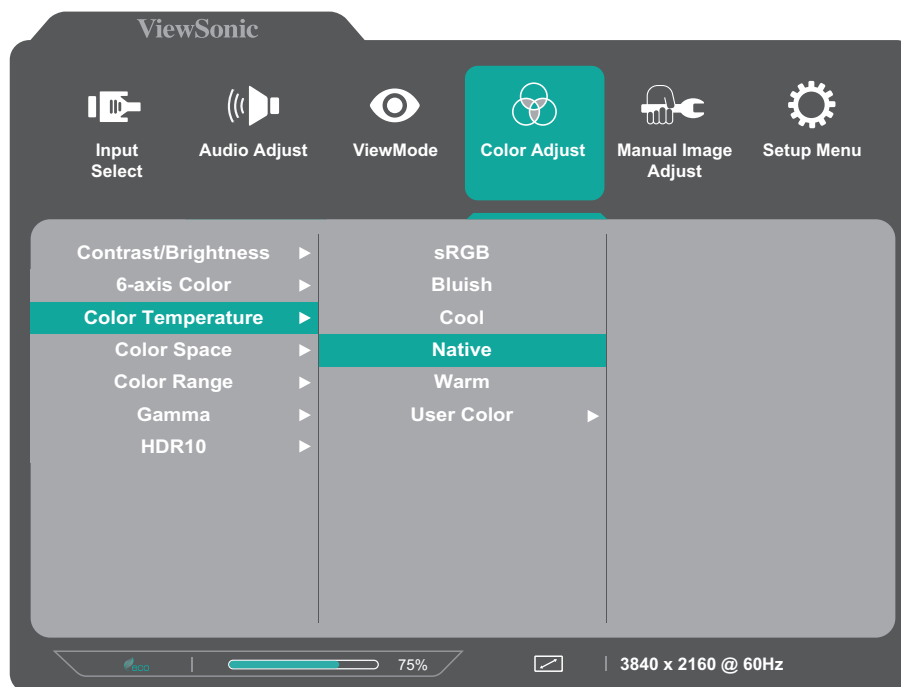 ViewSonic
Input
Select
Audio Adjust
ViewMode
Color Adjust
Manual Image
Adjust
Setup Menu
Contrast/Brightness
6-axis Color
Color Temperature
Color Space
Color Range
Gamma
HDR10
sRGB
Bluish
Cool
Native
Warm
User Color
eco
75%
3840 x 2160 @ 60Hz